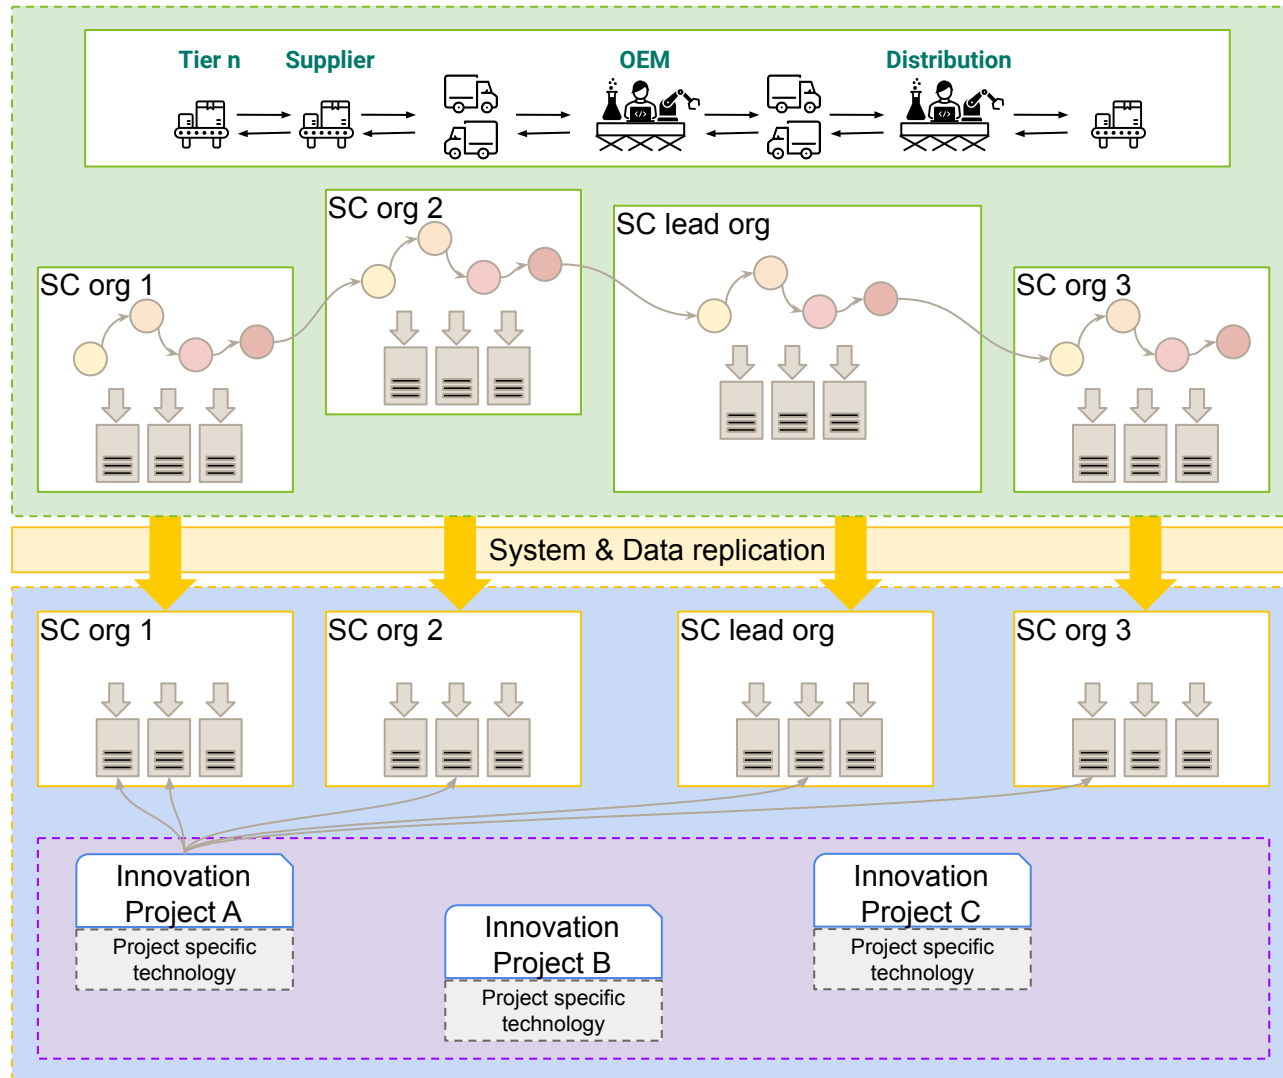 Tier n
Supplier
OEM
Distribution
SC org 1
SC org 2
SC lead org
SC org 3
System & Data replication
SC org 1
SC org 2
SC lead org
SC org 3
Innovation
Project A
Project specific
technology
Innovation
Project B
Project specific
technology
Innovation
Project C
Project specific
technology